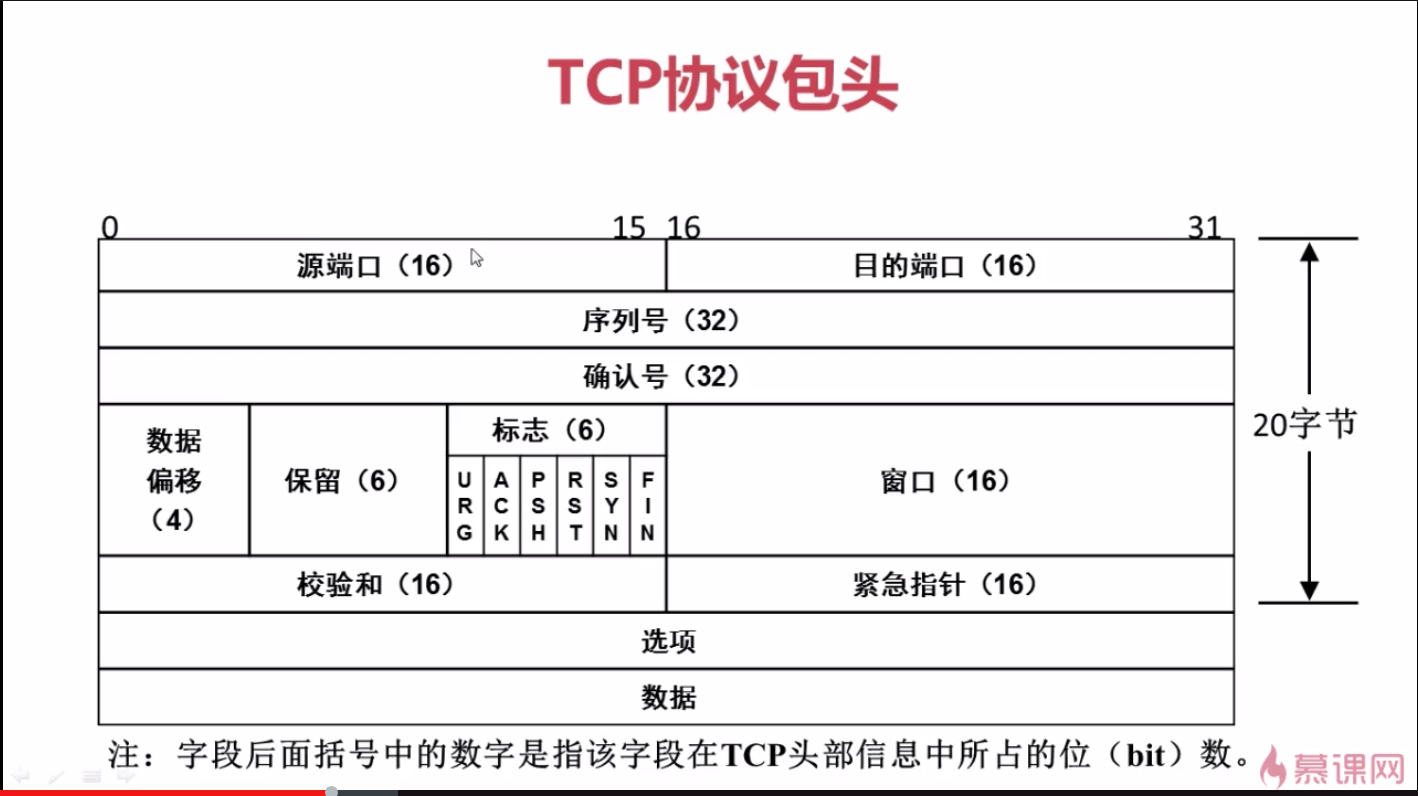 TCP协议包头
0 15 16 31
源端口（16） 目的端口（16）
序列号（32）
确认号（32）
20字节
数据
偏移
（4）
保留（6）
标志（6）
URG ACK PSH RST SYN FIN
窗口（16）
校验和（16） 紧急指针（16）
选项
数据
注：字段后面括号中的数字是指该字段在TCP头部信息中所占的位（bit）数。
慕课网